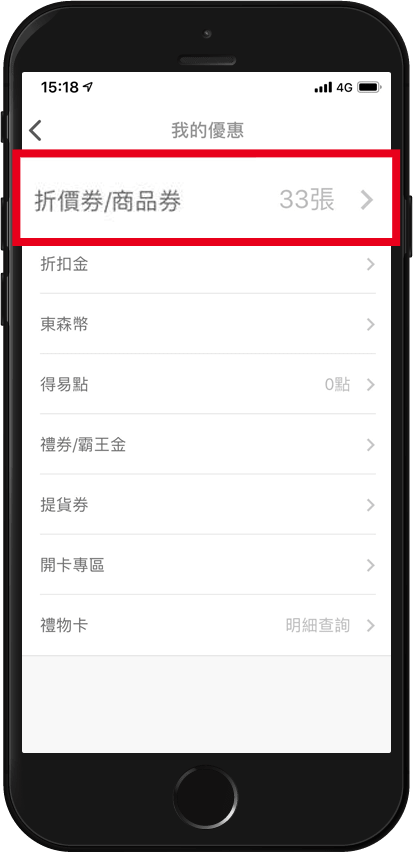 15:18 4G
我的優惠
折價券/商品券 33張
折扣金
東森幣
得易點 0點
禮券/霸王金
提貨券
開卡專區
禮物卡 明細查詢